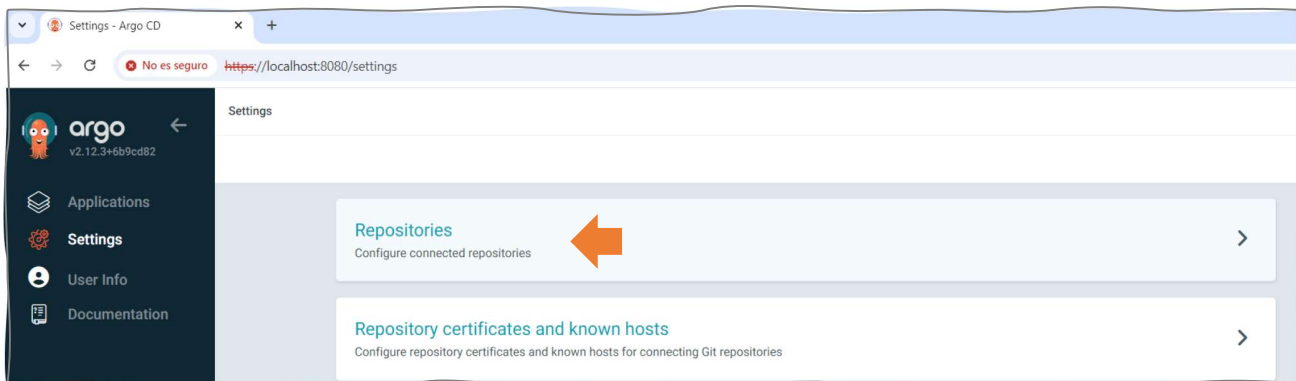 Settings - Argo CD
No es seguro https://localhost:8080/settings
argo
v2.12.3+6b9cd82
Settings
Applications
Settings
User Info
Documentation
Repositories
Configure connected repositories
Repository certificates and known hosts
Configure repository certificates and known hosts for connecting Git repositories